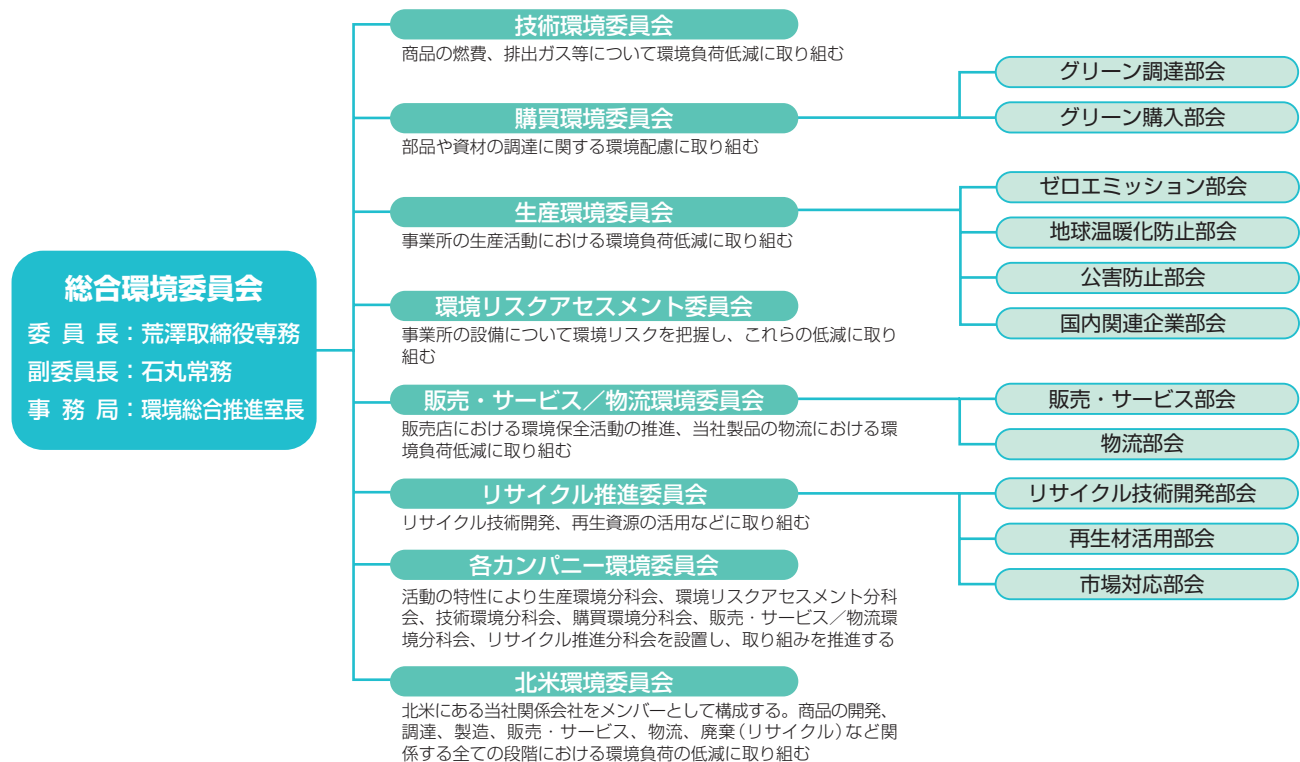 総合環境委員会
委員長：荒澤取締役専務
副委員長：石丸常務
事務局：環境総合推進室長
技術環境委員会
商品の燃費、排出ガス等について環境負荷低減に取り組む
購買環境委員会
部品や資材の調達に関する環境配慮に取り組む
グリーン調達部会
グリーン購入部会
生産環境委員会
事業所の生産活動における環境負荷低減に取り組む
ゼロエミッション部会
地球温暖化防止部会
公害防止部会
国内関連企業部会
環境リスクアセスメント委員会
事業所の設備について環境リスクを把握し、これらの低減に取り
組む
販売・サービス／物流環境委員会
販売店における環境保全活動の推進、当社製品の物流における環
境負荷低減に取り組む
販売・サービス部会
物流部会
リサイクル推進委員会
リサイクル技術開発、再生資源の活用などに取り組む
リサイクル技術開発部会
再生材活用部会
市場対応部会
各カンパニー環境委員会
活動の特性により生産環境分科会、環境リスクアセスメント分科
会、技術環境分科会、購買環境分科会、販売・サービス／物流環
境分科会、リサイクル推進分科会を設置し、取り組みを推進する
北米環境委員会
北米にある当社関係会社をメンバーとして構成する。商品の開発、
調達、製造、販売・サービス、物流、廃棄（リサイクル）など関
係する全ての段階における環境負荷の低減に取り組む